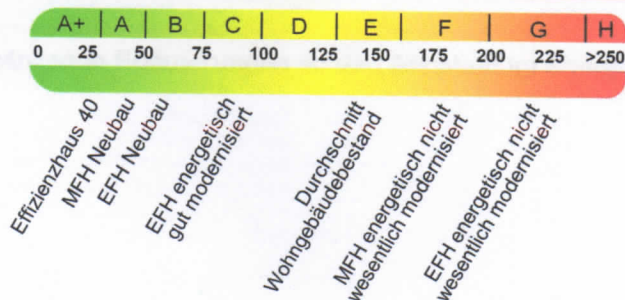 A+ A B C D E F G H
0 25 50 75 100 125 150 175 200 225 >250
Effizienzhaus 40
MFH Neubau
EFH Neubau
EFH energetisch
gut modernisiert
Durchschnitt
Wohngebäudebestand
MFH energetisch nicht
wesentlich modernisiert
EFH energetisch nicht
wesentlich modernisiert